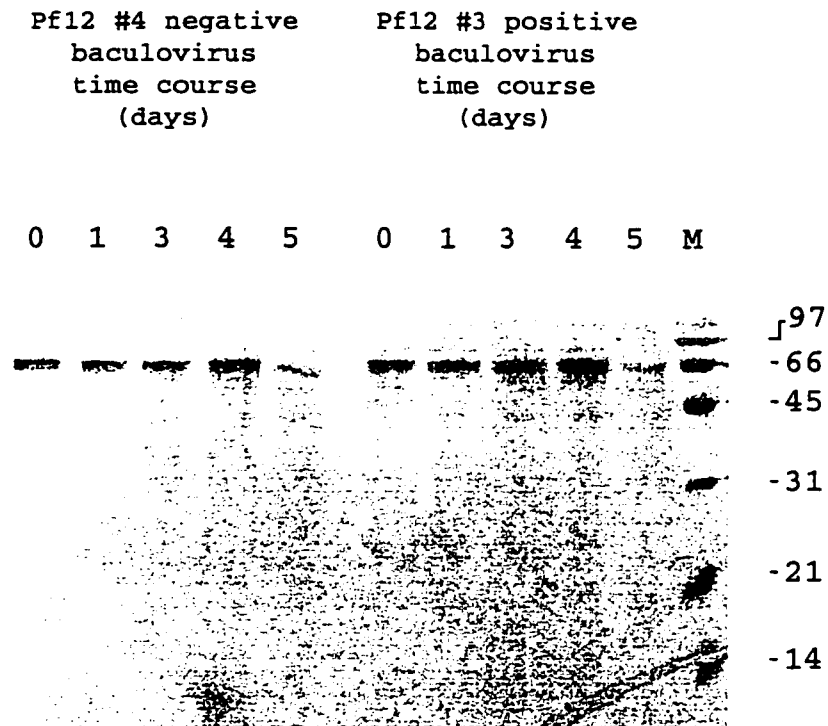 Pf12 #4 negative
baculovirus
time course
(days)
Pf12 #3 positive
baculovirus
time course
(days)
0 1 3 4 5 0 1 3 4 5 M
97
-66
-45
-31
-21
-14